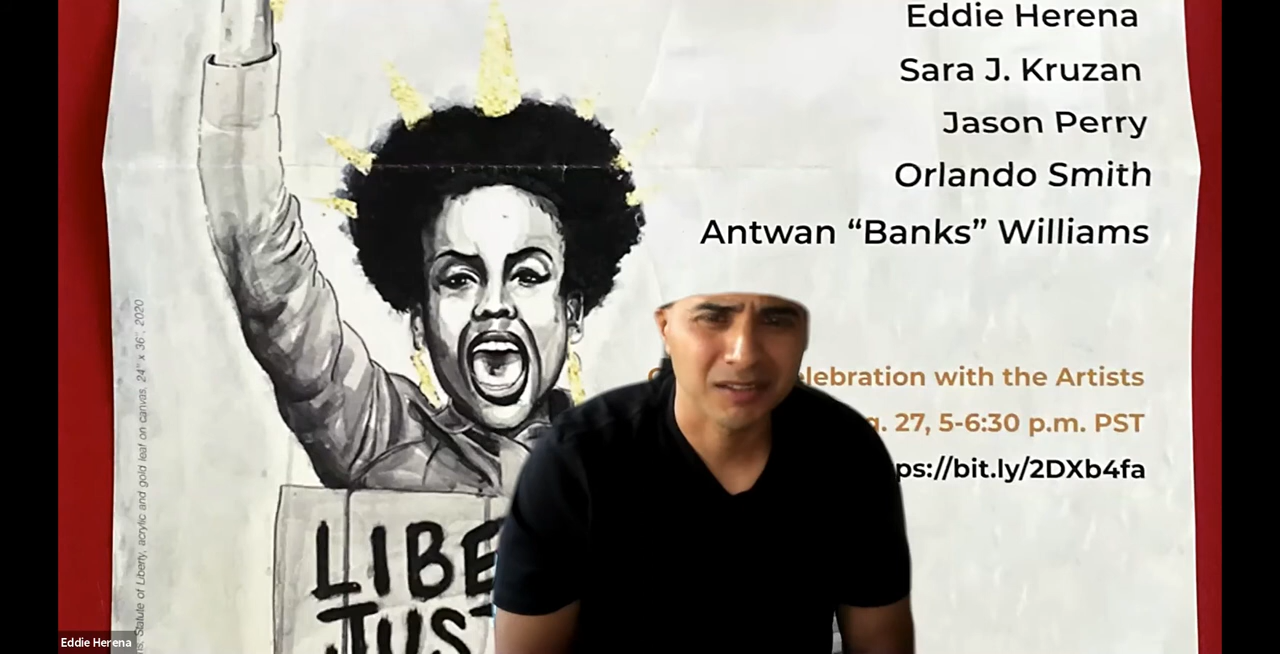 Eddie Herena
Sara J. Kruzan
Jason Perry
Orlando Smith
Antwan “Banks” Williams
lebration with the Artists
27, 5-6:30 p.m. PST
ps://bit.ly/2DXb4fa
LIBE
JUST
Statute of Liberty, acrylic and gold leaf on canvas, 24" x 36", 2020
Eddie Herena